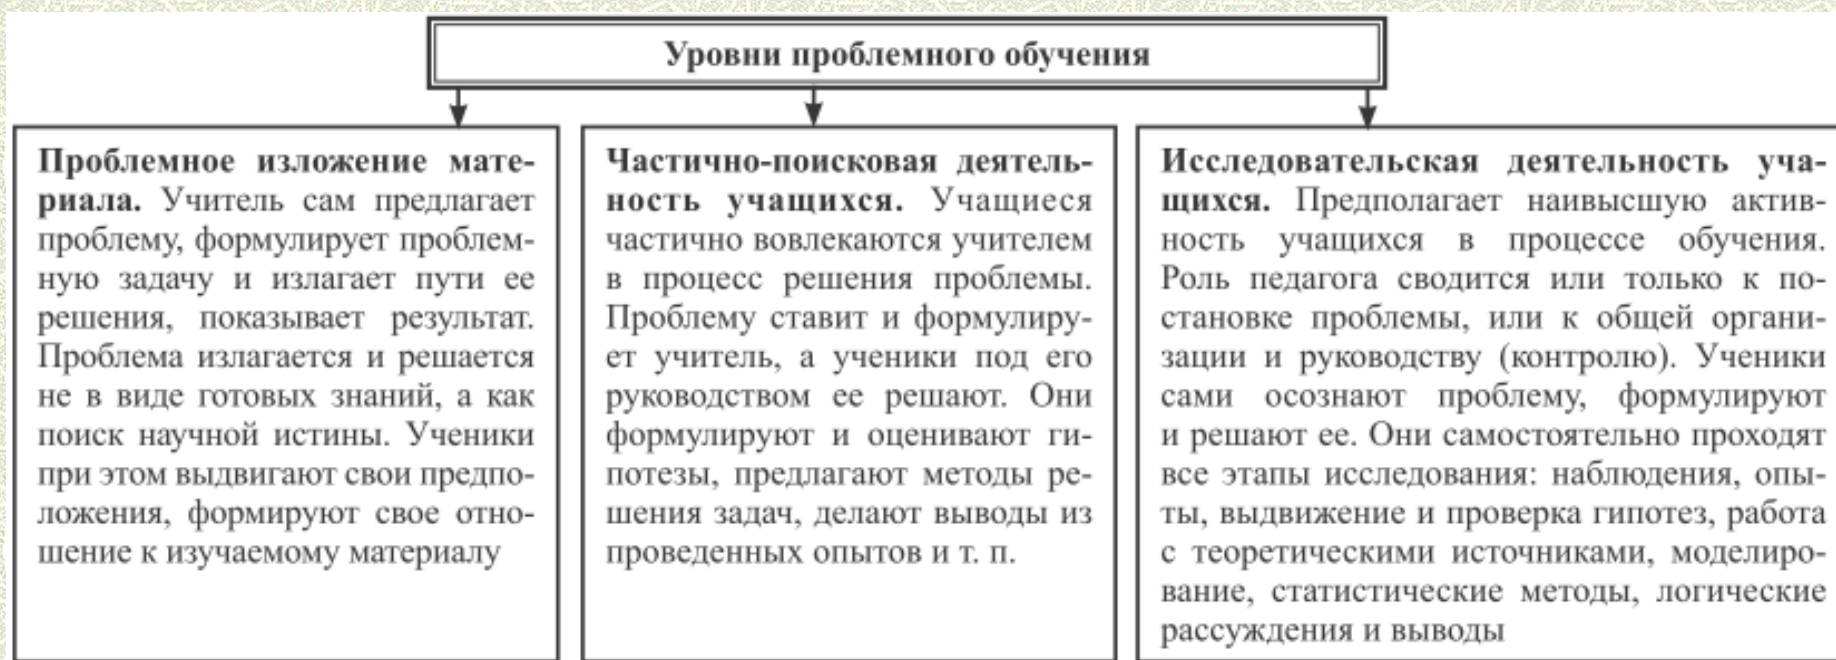 Уровни проблемного обучения
Проблемное изложение мате-
риала. Учитель сам предлагает
проблему, формулирует проблем-
ную задачу и излагает пути ее
решения, показывает результат.
Проблема излагается и решается
не в виде готовых знаний, а как
поиск научной истины. Ученики
при этом выдвигают свои предпо-
ложения, формируют свое отно-
шение к изучаемому материалу
Частично-поисковая деятель-
ность учащихся. Учащиеся
частично вовлекаются учителем
в процесс решения проблемы.
Проблему ставит и формулиру-
ет учитель, а ученики под его
руководством ее решают. Они
формулируют и оценивают ги-
потезы, предлагают методы ре-
шения задач, делают выводы из
проведенных опытов и т. п.
Исследовательская деятельность уча-
щихся. Предполагает наивысшую актив-
ность учащихся в процессе обучения.
Роль педагога сводится или только к по-
становке проблемы, или к общей органи-
зации и руководству (контролю). Ученики
сами осознают проблему, формулируют
и решают ее. Они самостоятельно проходят
все этапы исследования: наблюдения, опы-
ты, выдвижение и проверка гипотез, работа
с теоретическими источниками, моделиро-
вание, статистические методы, логические
рассуждения и выводы